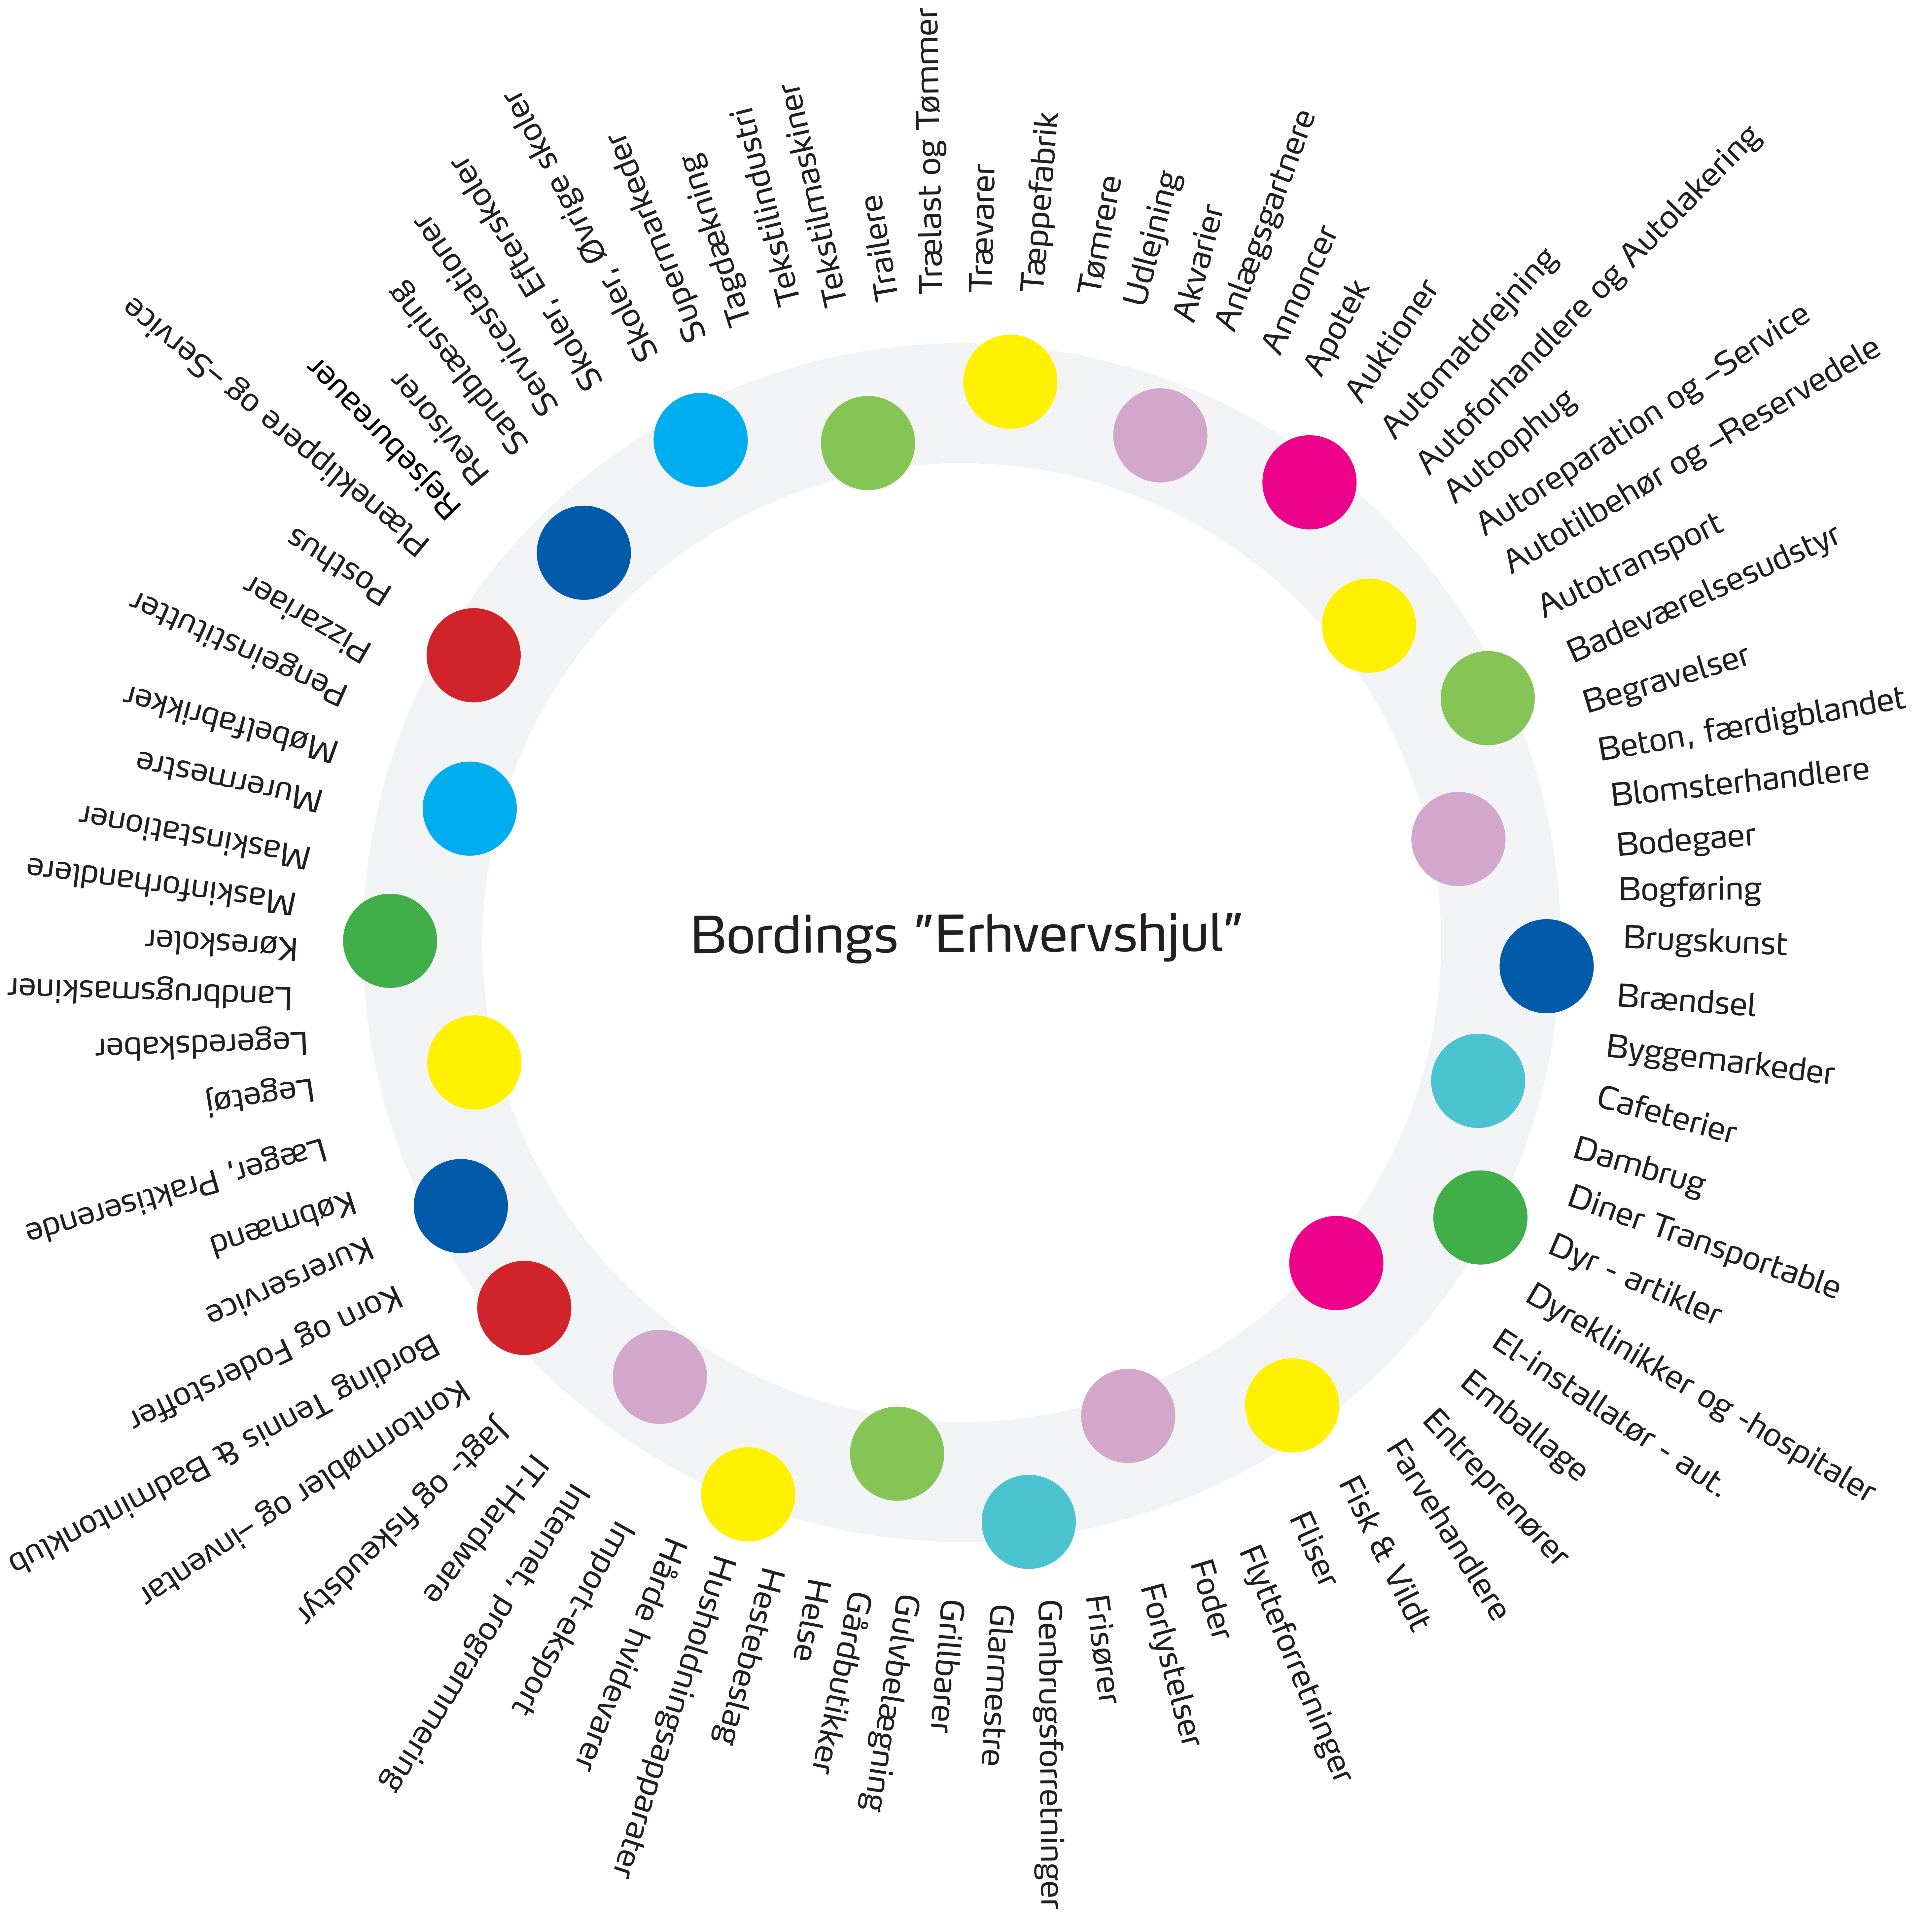 Bordings ”Erhvervshjul”
Akvarier
Anlægsgartnere
Annoncer
Apotek
Auktioner
Automatdrejning
Autoforhandlere og Autolakering
Autoophug
Autoreparation og –Service
Autotilbehør og –Reservedele
Autotransport
Badeværelsesudstyr
Begravelser
Beton, færdigblandet
Blomsterhandlere
Bodegaer
Bogføring
Brugskunst
Brændsel
Byggemarkeder
Cafeterier
Dambrug
Diner Transportable
Dyr - artikler
Dyreklinikker og -hospitaler
El-installatør - aut.
Emballage
Entreprenører
Farvehandlere
Fisk & Vildt
Fliser
Flytteforretninger
Foder
Forlystelser
Frisører
Genbrugsforretninger
Glarmestre
Grillbarer
Gulvbelægning
Gårdbutikker
Helse
Hestebeslag
Husholdningsapparater
Hårde hvidevarer
Import-eksport
Internet, programmering
IT-Hardware
Jagt- og fiskeudstyr
Kontormøbler og –inventar
Bording Tennis & Badmintonklub
Korn og Foderstoffer
Kurerservice
Købmænd
Læger, Praktiserende
Legetøj
Legeredskaber
Landbrugsmaskiner
Køreskoler
Maskinforhandlere
Maskinstationer
Murermestre
Møbelfabrikker
Pengeinstitutter
Pizzariaer
Posthus
Plæneklippere og –Service
Rejsebureauer
Revisorer
Sandblæsning
Servicestationer
Skoler, Efterskoler
Skoler, Øvrige skoler
Supermarkeder
Tagdækning
Tekstilindustri
Tekstilmaskiner
Trailere
Trælast og Tømmer
Trævarer
Tæppefabrik
Tømrere
Udlejning